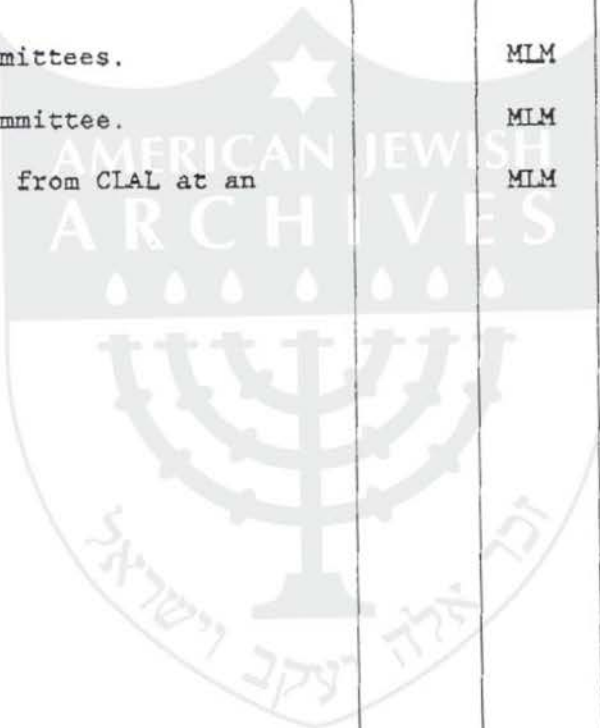 mittees. MLM
mmittee. MLM
from CLAL at an MLM
AMERICAN JEWISH
ARCHIVES
זכר אלה יעקב וישראל